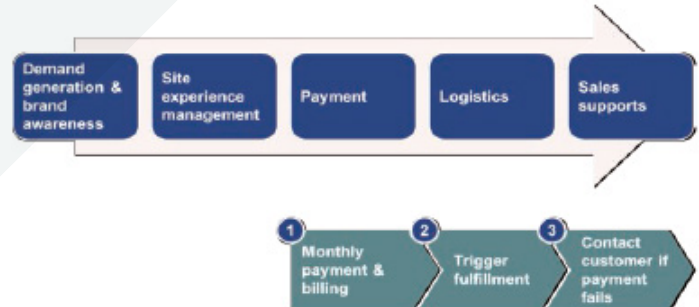 Demand
generation &
brand
awareness
Site
experience
management
Payment
Logistics
Sales
supports
1
Monthly
payment &
billing
2
Trigger
fulfillment
3
Contact
customer if
payment
fails